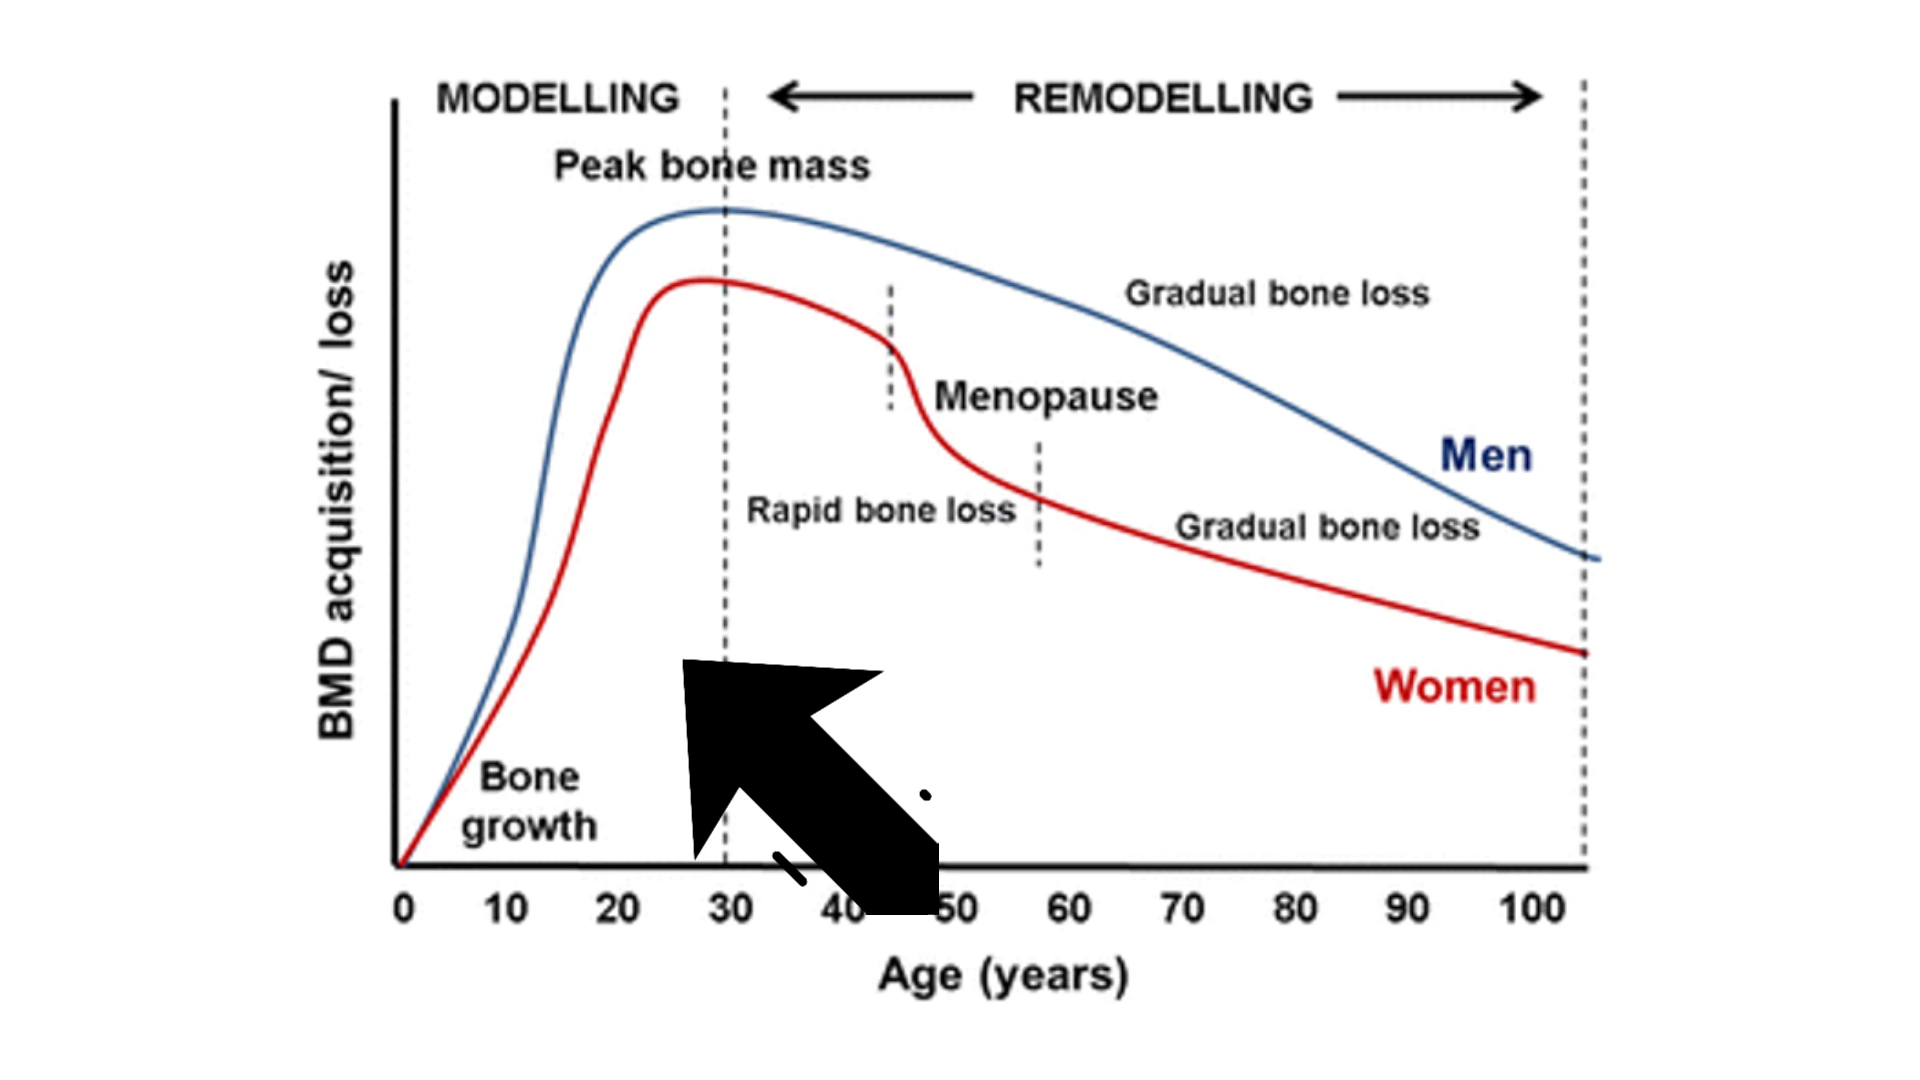 MODELLING
REMODELLING
Peak bone mass
Gradual bone loss
Menopause
Men
Rapid bone loss
Gradual bone loss
Women
BMD acquisition/ loss
Bone
growth
0 10 20 30 40 50 60 70 80 90 100
Age (years)